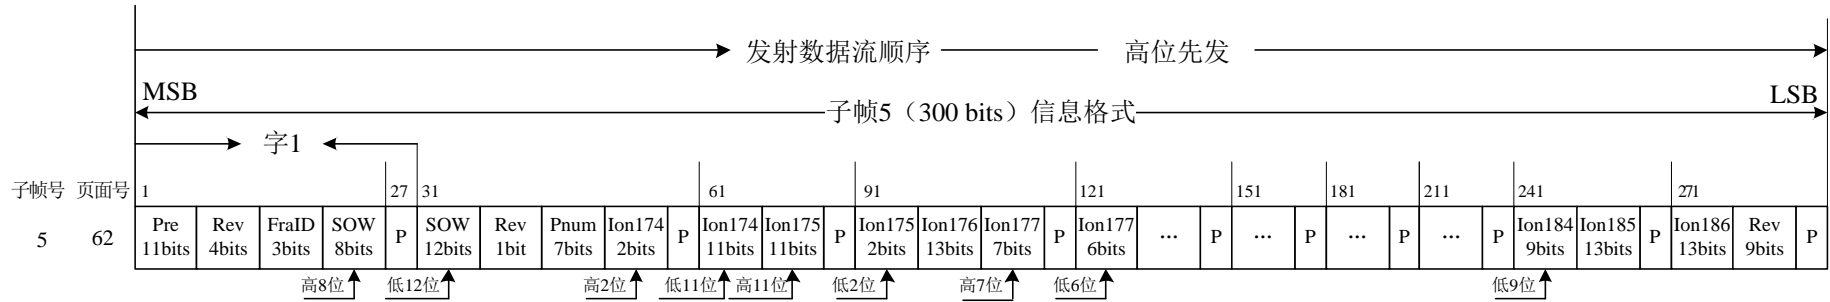 发射数据流顺序 高位先发
MSB LSB
子帧5（300 bits）信息格式
字1
子帧号 页面号 1 27 31 61 91 121 151 181 211 241 271
5 62 Pre 11bits Rev 4bits FraID 3bits SOW 8bits P SOW 12bits Rev 1bit Pnum 7bits Ion174 2bits P Ion174 11bits Ion175 11bits P Ion175 2bits Ion176 13bits Ion177 7bits P Ion177 6bits ... P ... P ... P ... P Ion184 9bits Ion185 13bits P Ion186 13bits Rev 9bits P
高8位 低12位 高2位 低11位 高11位 低2位 高7位 低6位 低9位